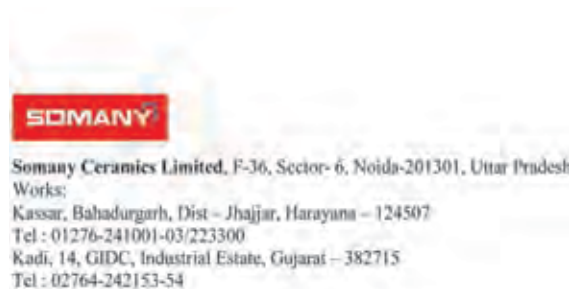 SOMANY
Somany Ceramics Limited, F-36, Sector- 6, Noida-201301, Uttar Pradesh
Works:
Kassar, Bahadurgarh, Dist – Jhajjar, Harayana – 124507
Tel : 01276-241001-03/223300
Kadi, 14, GIDC, Industrial Estate, Gujarat – 382715
Tel : 02764-242153-54